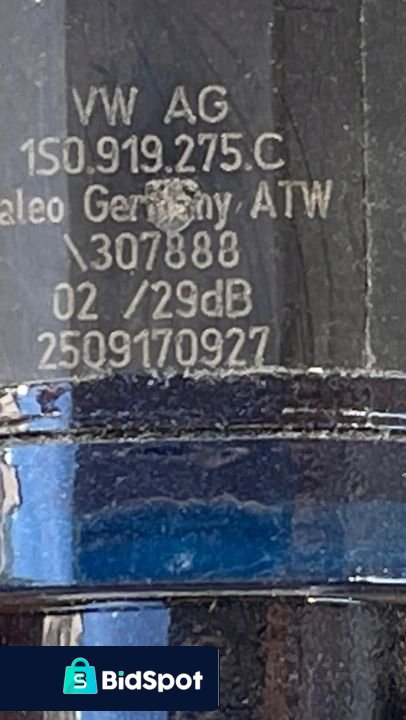 VW AG
1S0.919.275.C
aleo Germany ATW
\307888
02 /29dB
2509170927
BidSpot